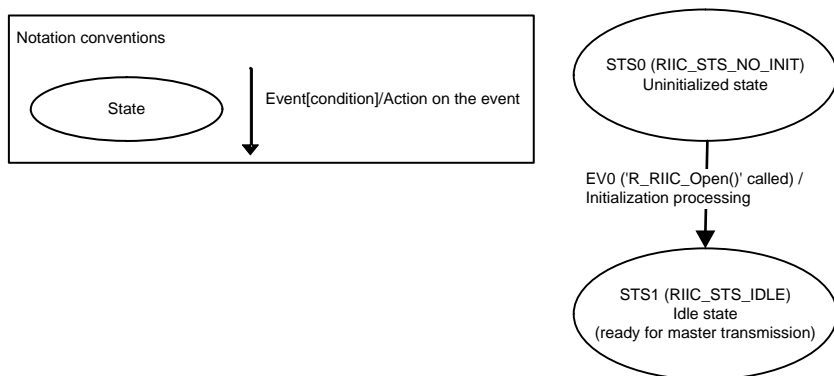 Notation conventions
State
Event[condition]/Action on the event
STS0 (RIIC_STS_NO_INIT)
Uninitialized state
EV0 ('R_RIIC_Open()' called) /
Initialization processing
STS1 (RIIC_STS_IDLE)
Idle state
(ready for master transmission)